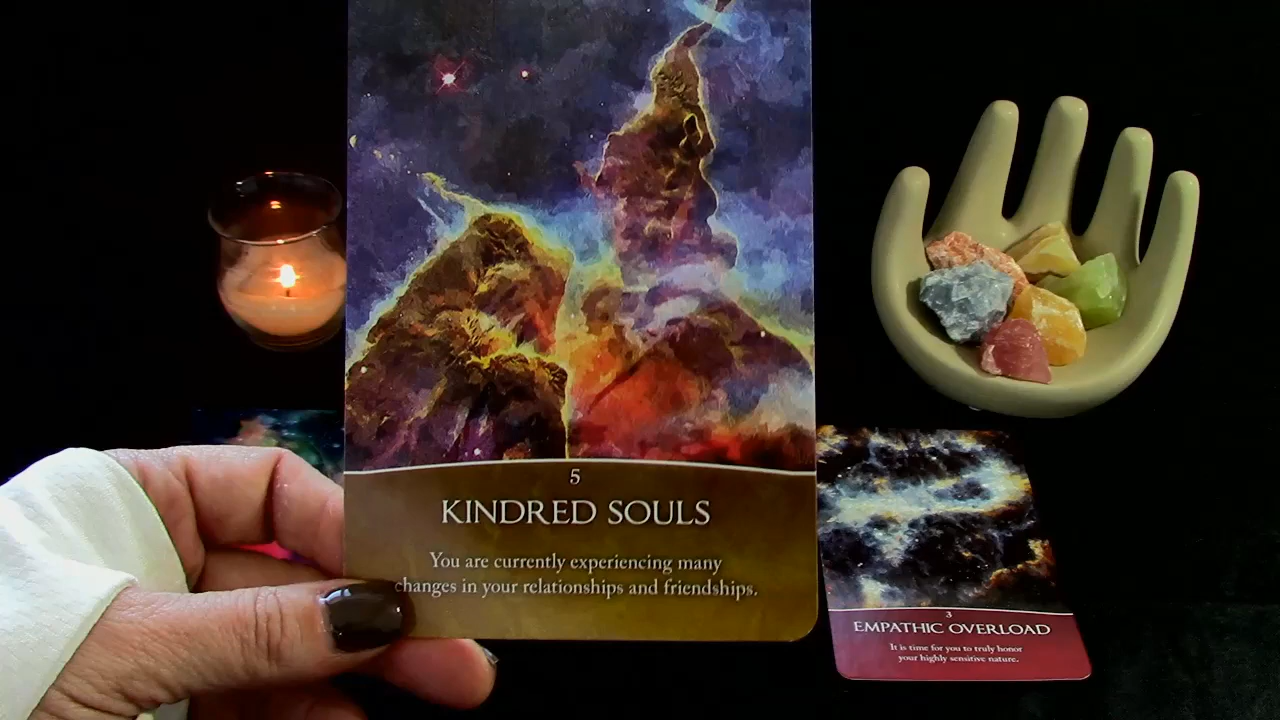 5
KINDRED SOULS
You are currently experiencing many
changes in your relationships and friendships.
3
EMPATHIC OVERLOAD
It is time for you to truly honor
your highly sensitive nature.